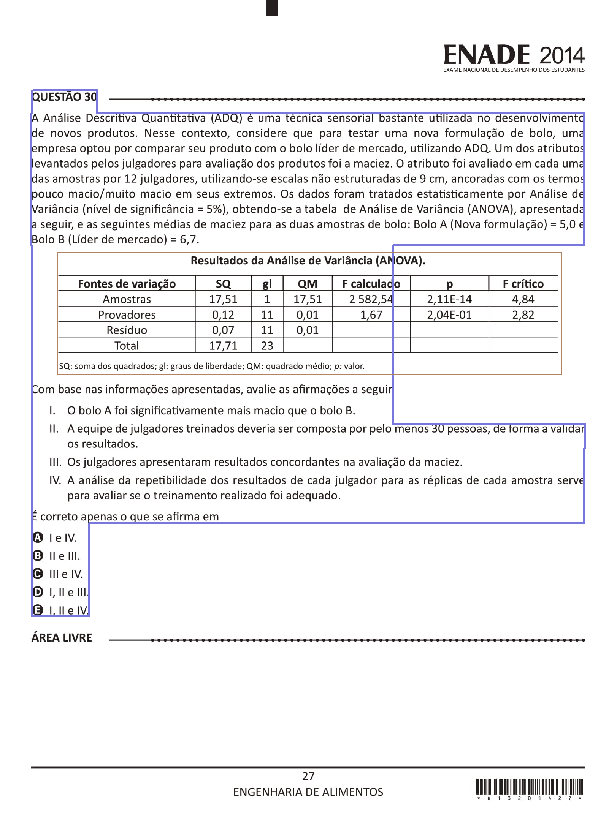 ENADE 2014
EXAME NACIONAL DE DESEMPENHO DOS ESTUDANTES
QUESTÃO 30
A Análise Descritiva Quantitativa (ADQ) é uma técnica sensorial bastante utilizada no desenvolvimento
de novos produtos. Nesse contexto, considere que para testar uma nova formulação de bolo, uma
empresa optou por comparar seu produto com o bolo líder de mercado, utilizando ADQ. Um dos atributos
levantados pelos julgadores para avaliação dos produtos foi a maciez. O atributo foi avaliado em cada uma
das amostras por 12 julgadores, utilizando-se escalas não estruturadas de 9 cm, ancoradas com os termos
pouco macio/muito macio em seus extremos. Os dados foram tratados estatisticamente por Análise de
Variância (nível de significância = 5%), obtendo-se a tabela de Análise de Variância (ANOVA), apresentada
a seguir, e as seguintes médias de maciez para as duas amostras de bolo: Bolo A (Nova formulação) = 5,0 e
Bolo B (Líder de mercado) = 6,7.
Resultados da Análise de Variância (ANOVA).
Fontes de variação SQ gl QM F calculado p F crítico
Amostras 17,51 1 17,51 2 582,54 2,11E-14 4,84
Provadores 0,12 11 0,01 1,67 2,04E-01 2,82
Resíduo 0,07 11 0,01
Total 17,71 23
SQ: soma dos quadrados; gl: graus de liberdade; QM: quadrado médio; p: valor.
Com base nas informações apresentadas, avalie as afirmações a seguir
I. O bolo A foi significativamente mais macio que o bolo B.
II. A equipe de julgadores treinados deveria ser composta por pelo menos 30 pessoas, de forma a validar
os resultados.
III. Os julgadores apresentaram resultados concordantes na avaliação da maciez.
IV. A análise da repetibilidade dos resultados de cada julgador para as réplicas de cada amostra serve
para avaliar se o treinamento realizado foi adequado.
É correto apenas o que se afirma em
A I e IV.
B II e III.
C III e IV.
D I, II e III.
E I, II e IV.
ÁREA LIVRE
27
ENGENHARIA DE ALIMENTOS